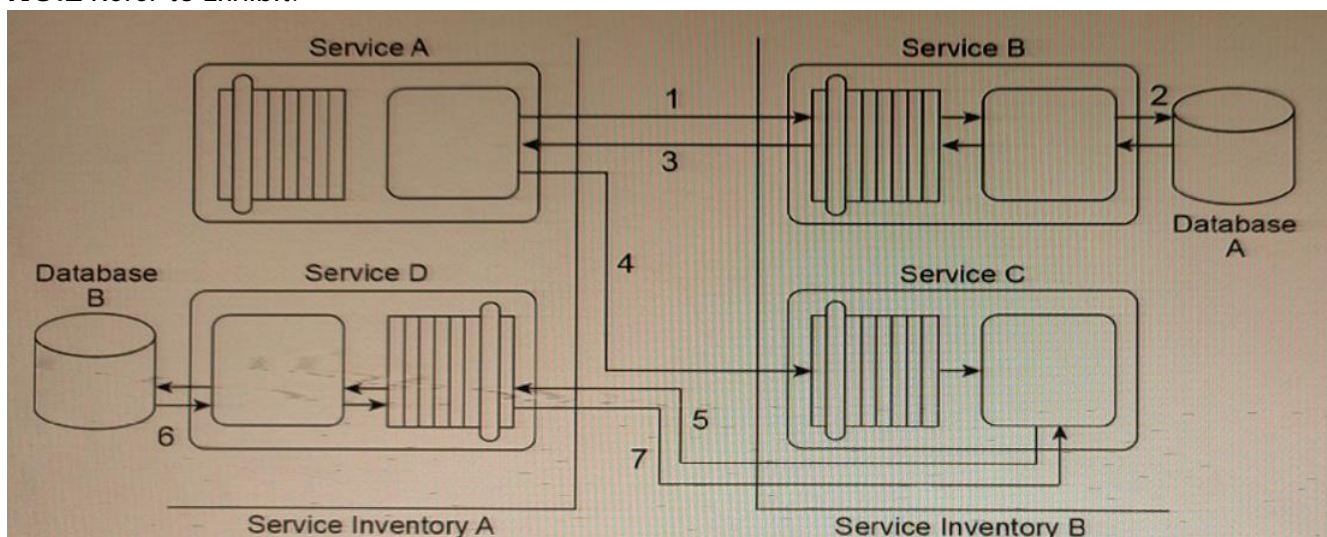 Service A
Service B
1
2
3
Database
A
4
Database
B
Service D
Service C
5
6
7
Service Inventory A
Service Inventory B